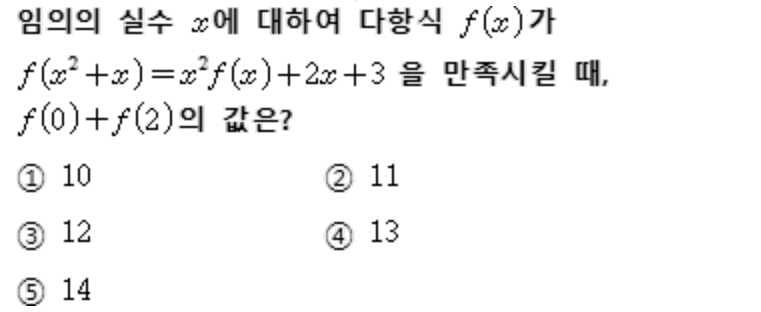 임의의 실수 x에 대하여 다항식 f(x)가
f(x²+x)=x²f(x)+2x+3 을 만족시킬 때,
f(0)+f(2)의 값은?
① 10 ② 11
③ 12 ④ 13
⑤ 14